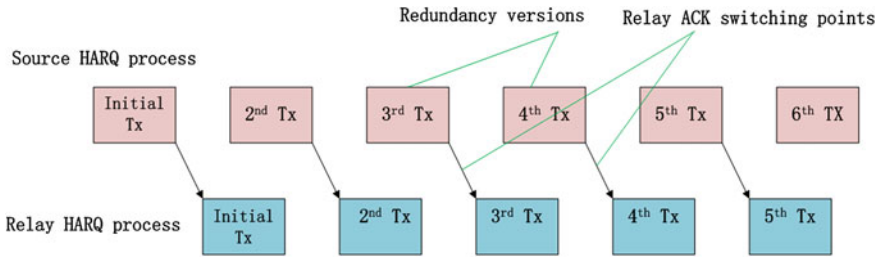 Redundancy versions
Relay ACK switching points
Source HARQ process
Initial
Tx
2nd Tx
3rd Tx
4th Tx
5th Tx
6th TX
Relay HARQ process
Initial
Tx
2nd Tx
3rd Tx
4th Tx
5th Tx